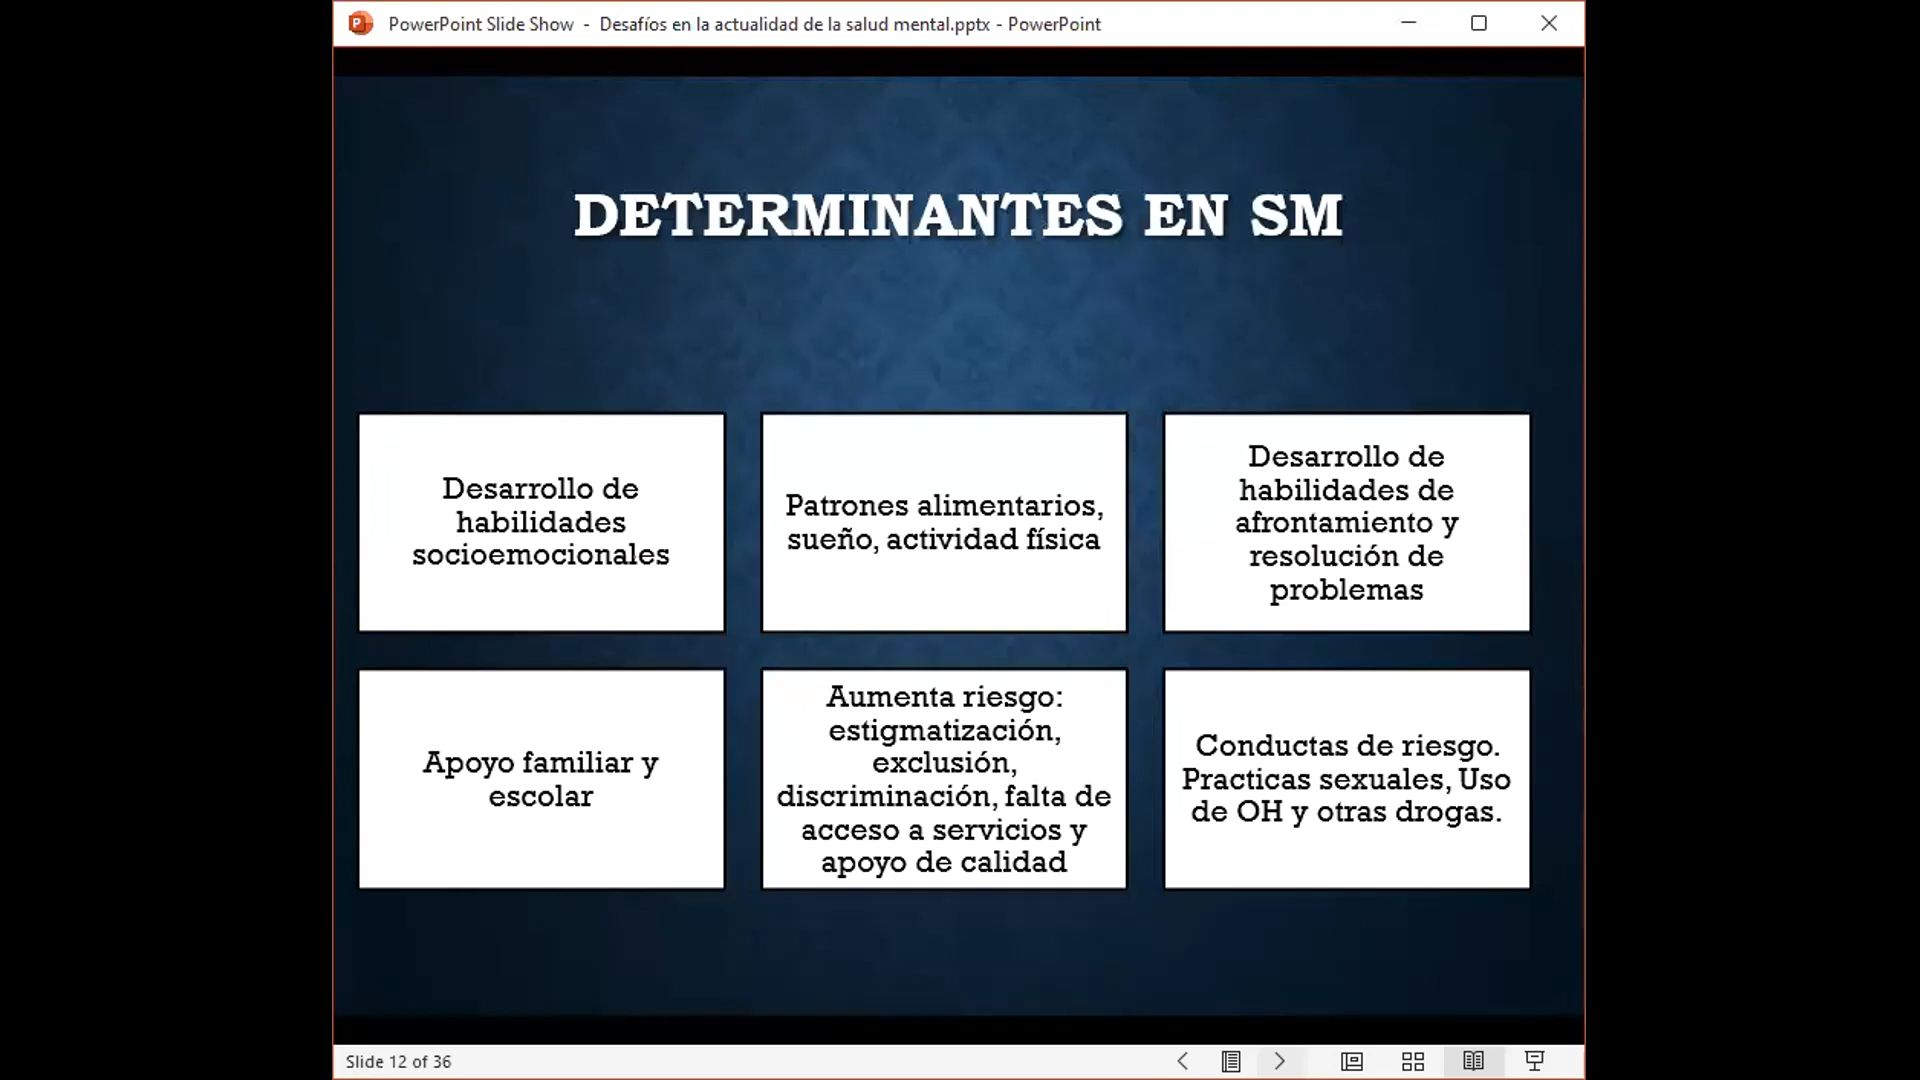 PowerPoint Slide Show - Desafíos en la actualidad de la salud mental.pptx - PowerPoint
DETERMINANTES EN SM
Desarrollo de
habilidades
socioemocionales
Patrones alimentarios,
sueño, actividad física
Desarrollo de
habilidades de
afrontamiento y
resolución de
problemas
Apoyo familiar y
escolar
Aumenta riesgo:
estigmatización,
exclusión,
discriminación, falta de
acceso a servicios y
apoyo de calidad
Conductas de riesgo.
Practicas sexuales, Uso
de OH y otras drogas.
Slide 12 of 36